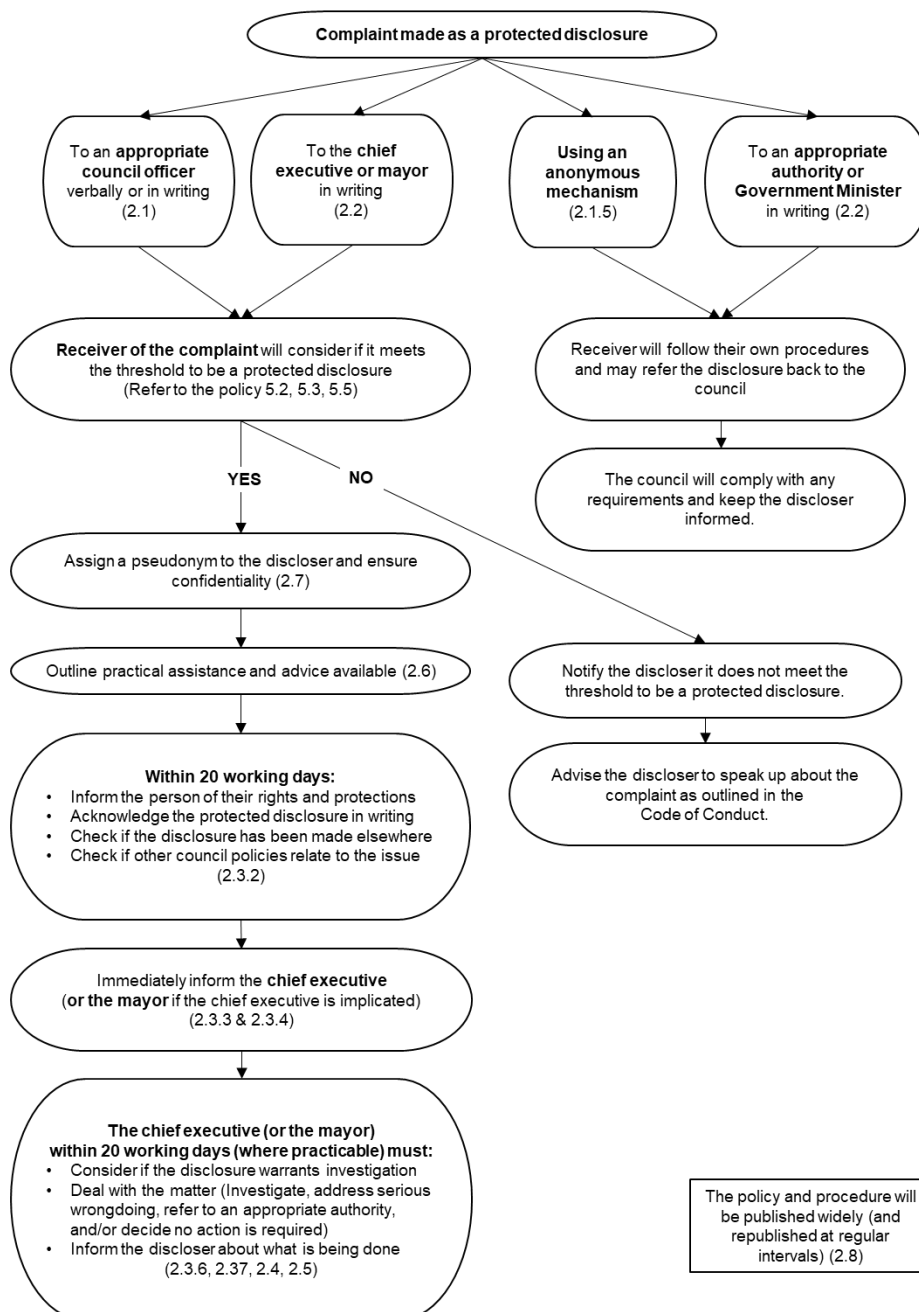 Complaint made as a protected disclosure
To an appropriate
council officer
verbally or in writing
(2.1)
To the chief
executive or mayor
in writing
(2.2)
Using an
anonymous
mechanism
(2.1.5)
To an appropriate
authority or
Government Minister
in writing (2.2)
Receiver of the complaint will consider if it meets
the threshold to be a protected disclosure
(Refer to the policy 5.2, 5.3, 5.5)
Receiver will follow their own procedures
and may refer the disclosure back to the
council
YES
NO
The council will comply with any
requirements and keep the discloser
informed.
Assign a pseudonym to the discloser and ensure
confidentiality (2.7)
Outline practical assistance and advice available (2.6)
Notify the discloser it does not meet the
threshold to be a protected disclosure.
Within 20 working days:
• Inform the person of their rights and protections
• Acknowledge the protected disclosure in writing
• Check if the disclosure has been made elsewhere
• Check if other council policies relate to the issue
(2.3.2)
Advise the discloser to speak up about the
complaint as outlined in the
Code of Conduct.
Immediately inform the chief executive
(or the mayor if the chief executive is implicated)
(2.3.3 & 2.3.4)
The chief executive (or the mayor)
within 20 working days (where practicable) must:
• Consider if the disclosure warrants investigation
• Deal with the matter (Investigate, address serious
wrongdoing, refer to an appropriate authority,
and/or decide no action is required)
• Inform the discloser about what is being done
(2.3.6, 2.37, 2.4, 2.5)
The policy and procedure will
be published widely (and
republished at regular
intervals) (2.8)